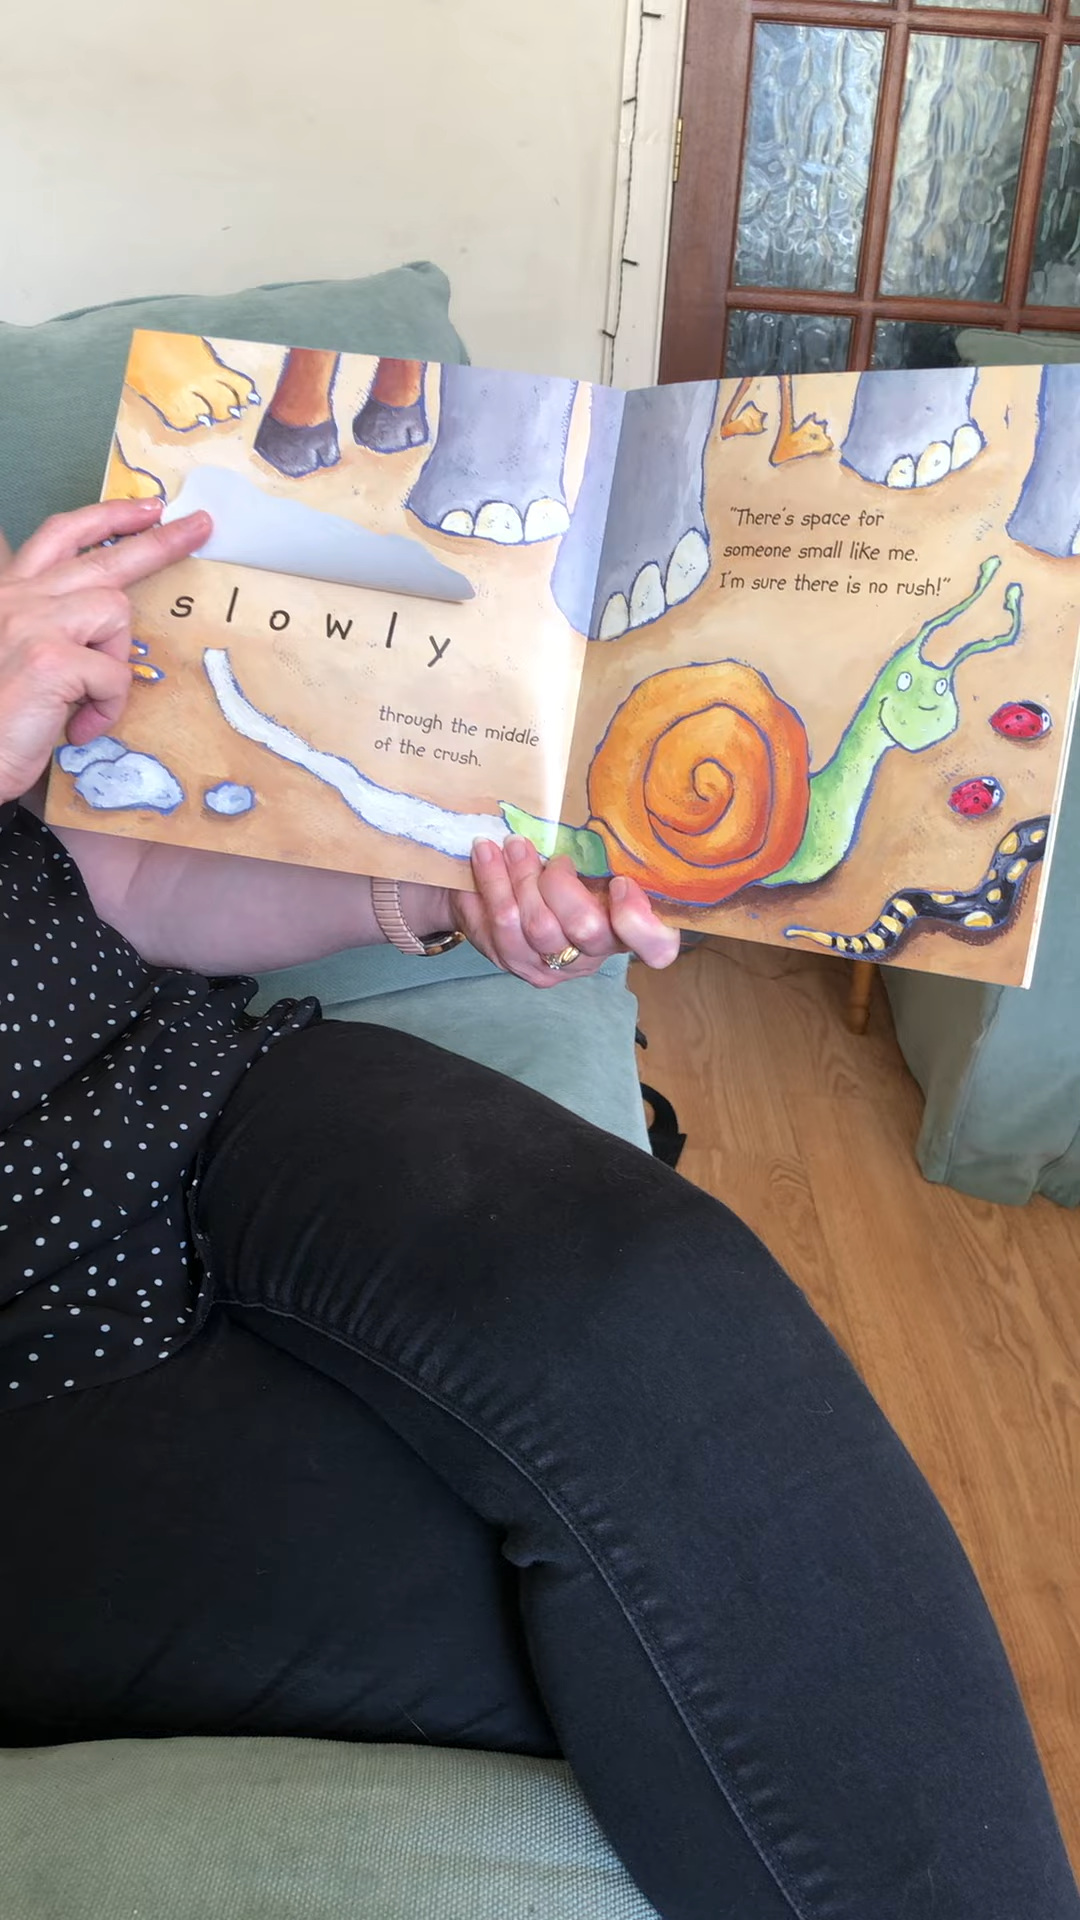 slowly
through the middle
of the crush.
"There's space for
someone small like me.
I'm sure there is no rush!"